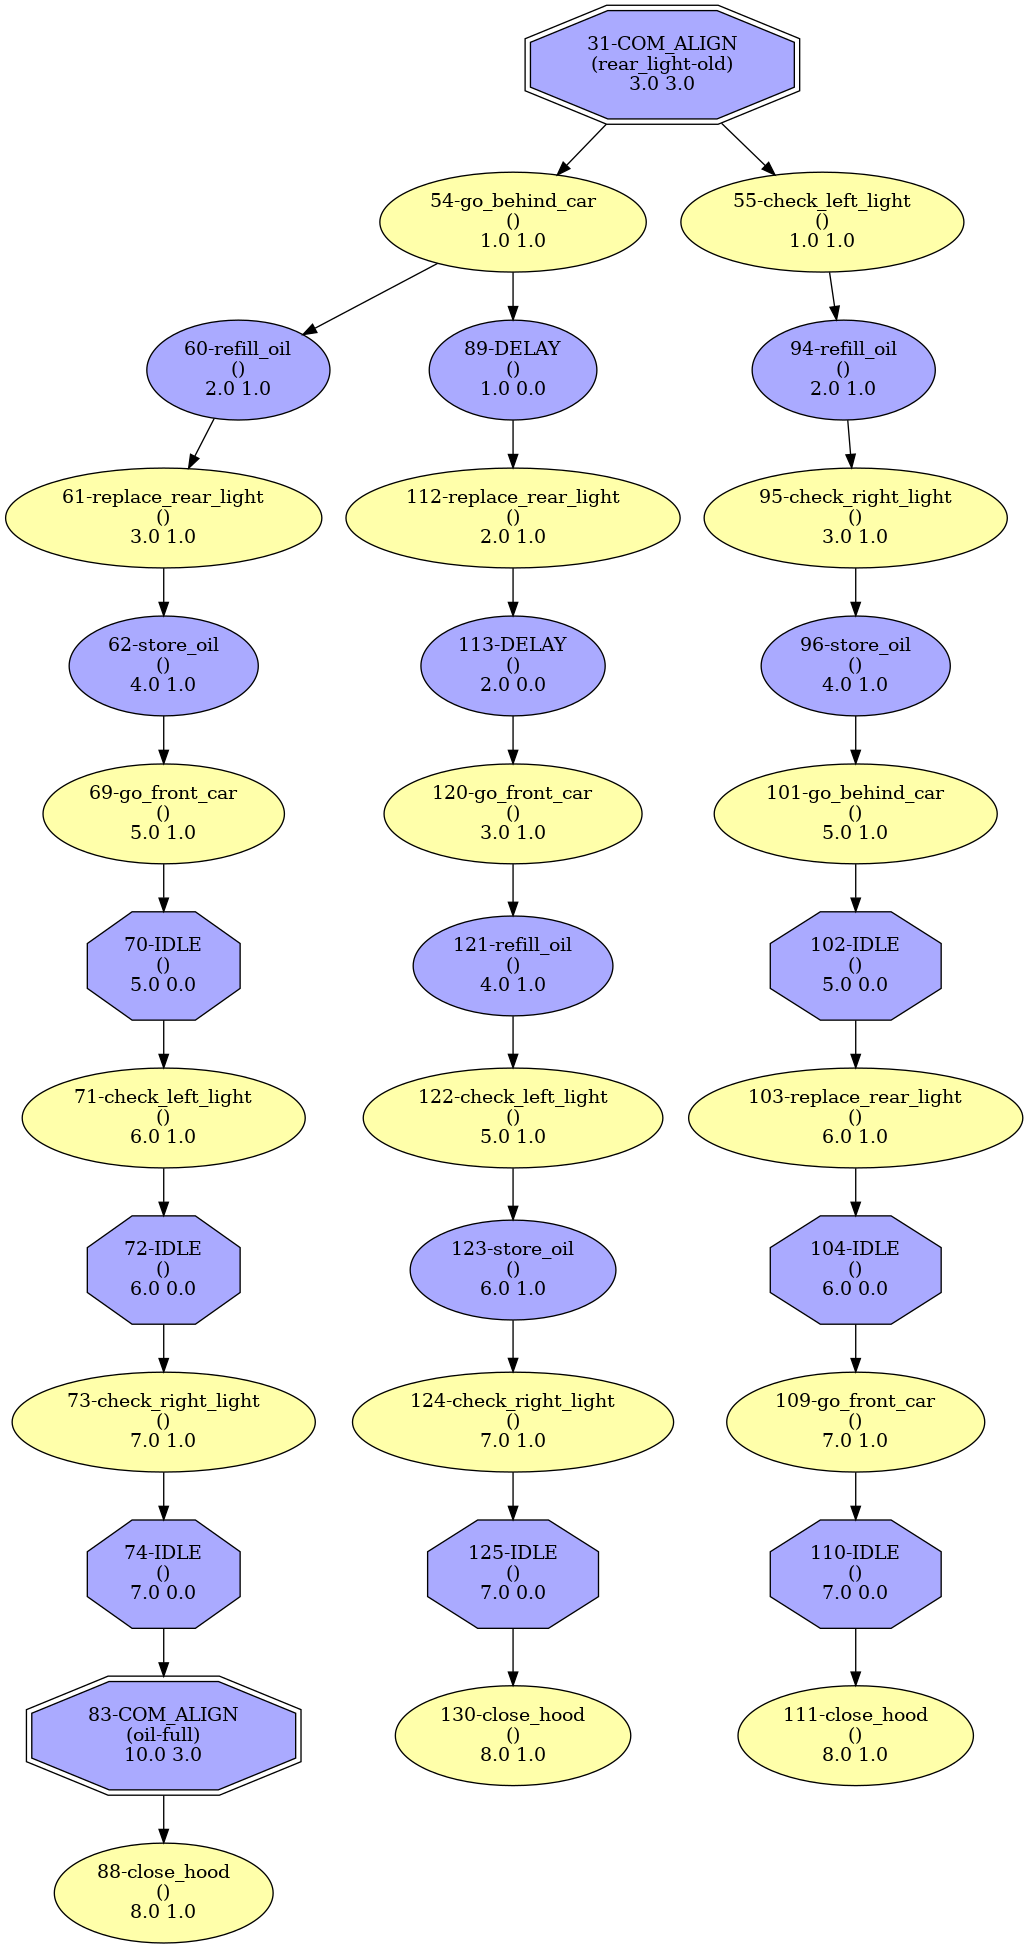 31-COM_ALIGN
(rear_light-old)
3.0 3.0
54-go_behind_car
()
1.0 1.0
55-check_left_light
()
1.0 1.0
60-refill_oil
()
2.0 1.0
89-DELAY
()
1.0 0.0
94-refill_oil
()
2.0 1.0
61-replace_rear_light
()
3.0 1.0
112-replace_rear_light
()
2.0 1.0
95-check_right_light
()
3.0 1.0
62-store_oil
()
4.0 1.0
113-DELAY
()
2.0 0.0
96-store_oil
()
4.0 1.0
69-go_front_car
()
5.0 1.0
120-go_front_car
()
3.0 1.0
101-go_behind_car
()
5.0 1.0
70-IDLE
()
5.0 0.0
121-refill_oil
()
4.0 1.0
102-IDLE
()
5.0 0.0
71-check_left_light
()
6.0 1.0
122-check_left_light
()
5.0 1.0
103-replace_rear_light
()
6.0 1.0
72-IDLE
()
6.0 0.0
123-store_oil
()
6.0 1.0
104-IDLE
()
6.0 0.0
73-check_right_light
()
7.0 1.0
124-check_right_light
()
7.0 1.0
109-go_front_car
()
7.0 1.0
74-IDLE
()
7.0 0.0
125-IDLE
()
7.0 0.0
110-IDLE
()
7.0 0.0
83-COM_ALIGN
(oil-full)
10.0 3.0
130-close_hood
()
8.0 1.0
111-close_hood
()
8.0 1.0
88-close_hood
()
8.0 1.0